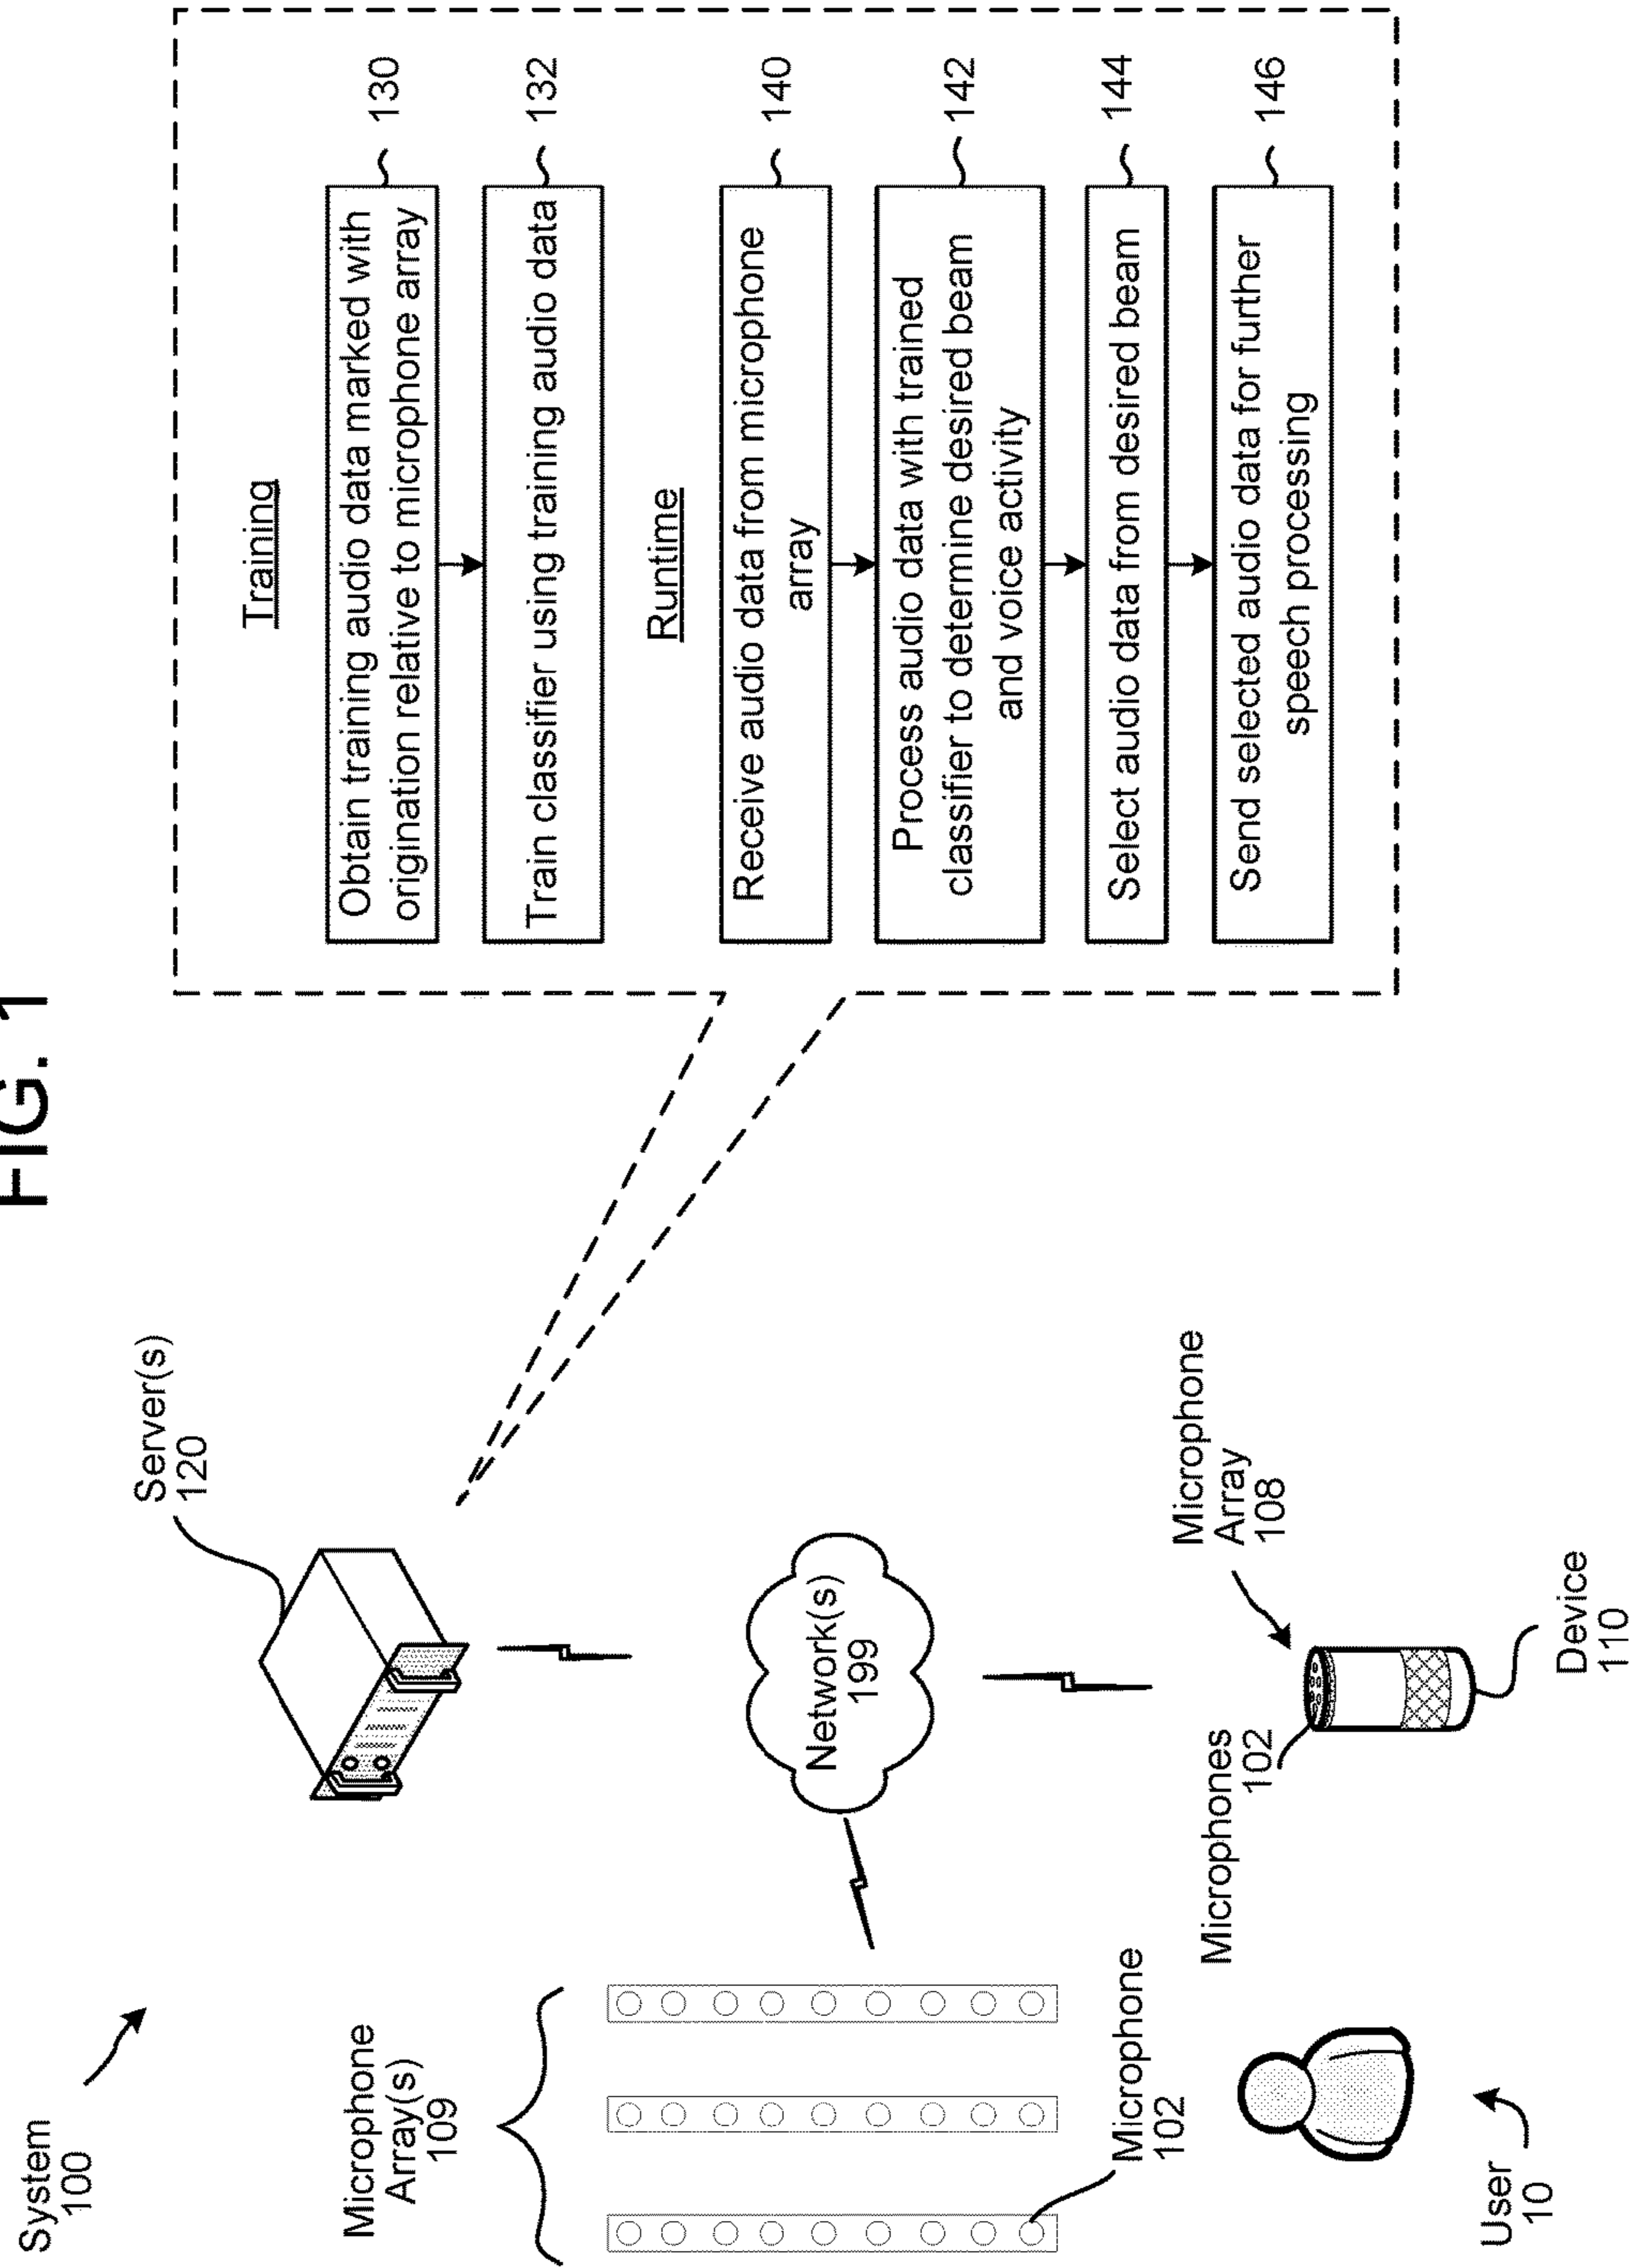 FIG. 1
System
100
Server(s)
120
Microphone
Array(s)
109
Network(s)
199
Microphone
102
Microphones
102
Microphone
Array
108
User
10
Device
110
Training
Obtain training audio data marked with
origination relative to microphone array
130
Train classifier using training audio data
132
Runtime
Receive audio data from microphone
array
140
Process audio data with trained
classifier to determine desired beam
and voice activity
142
Select audio data from desired beam
144
Send selected audio data for further
speech processing
146